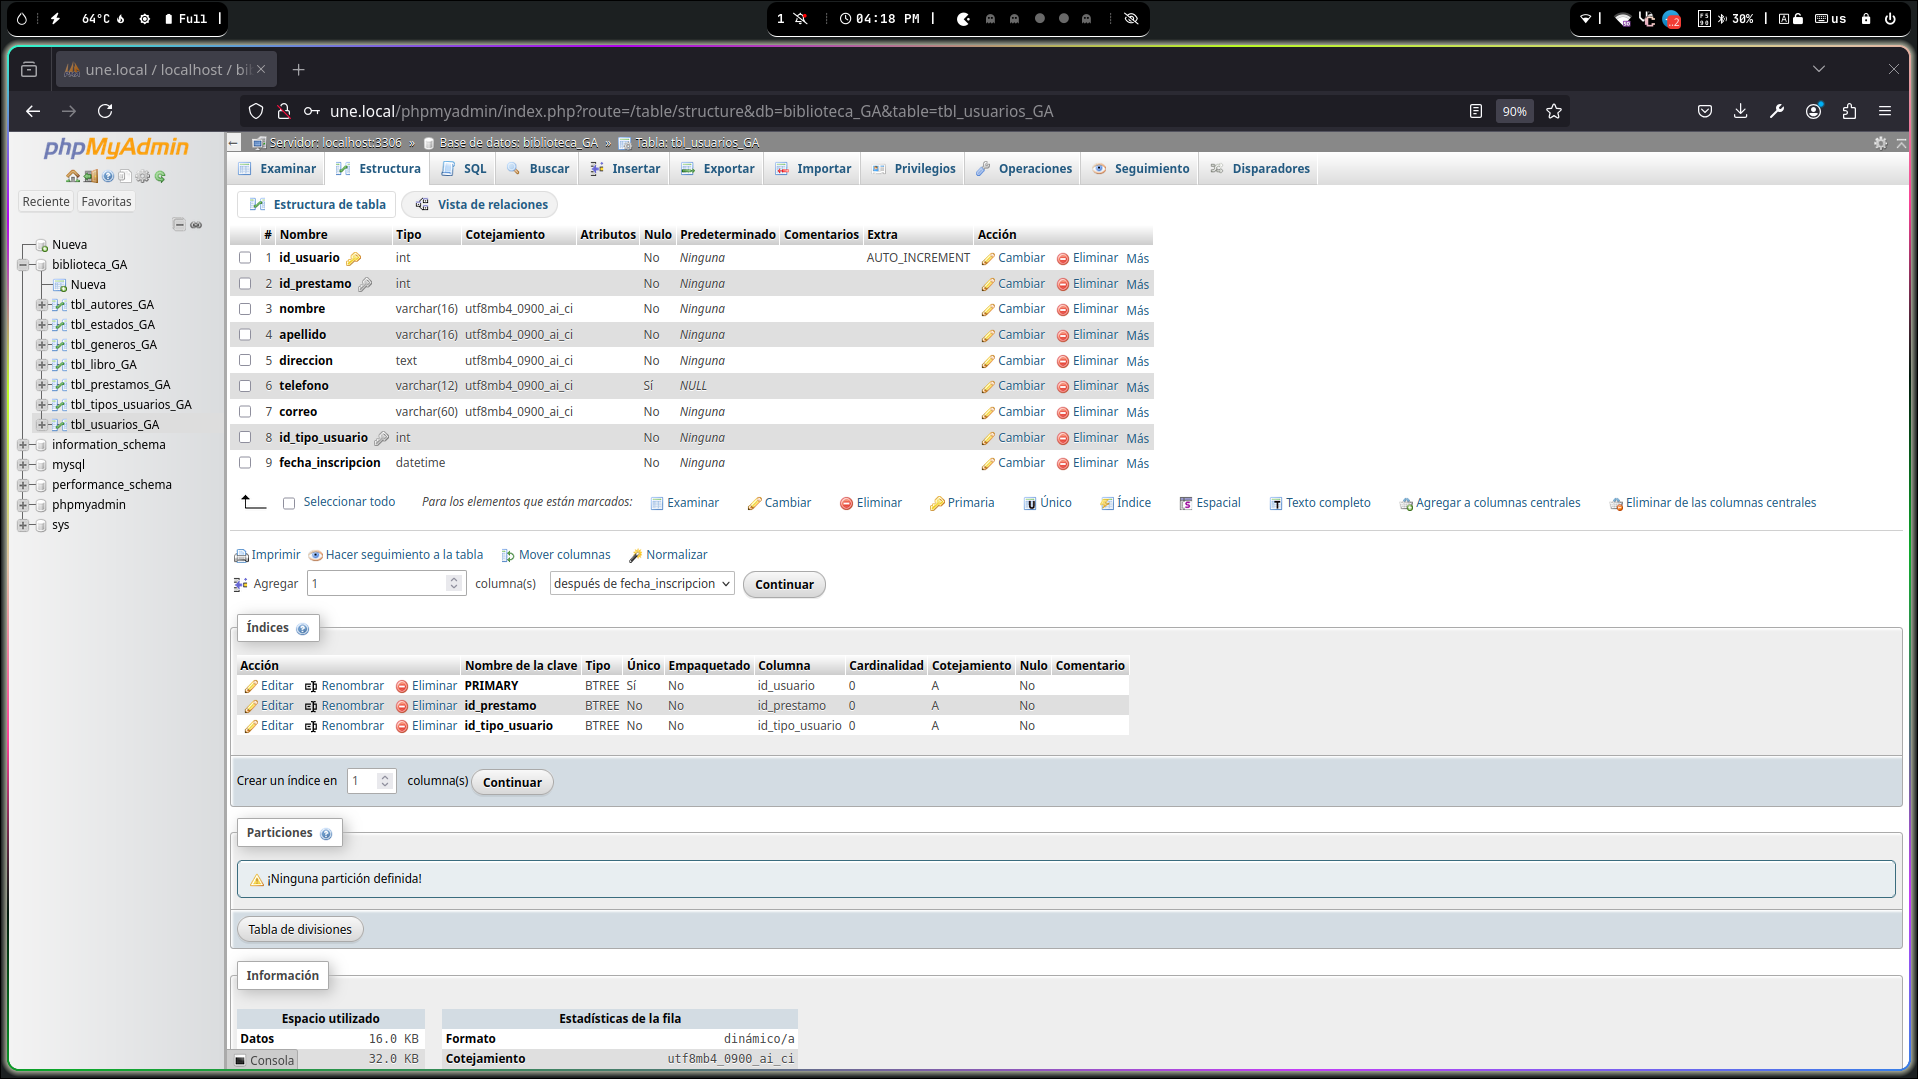 64°C Full | 1 04:18 PM | 30% us
une.local / localhost / bi
une.local/phpmyadmin/index.php?route=/table/structure&db=biblioteca_GA&table=tbl_usuarios_GA 90%
phpMyAdmin
Reciente Favoritas
Nueva
biblioteca_GA
Nueva
tbl_autores_GA
tbl_estados_GA
tbl_generos_GA
tbl_libro_GA
tbl_prestamos_GA
tbl_tipos_usuarios_GA
tbl_usuarios_GA
information_schema
mysql
performance_schema
phpmyadmin
sys
Servidor: localhost:3306 » Base de datos: biblioteca_GA » Tabla: tbl_usuarios_GA
Examinar Estructura SQL Buscar Insertar Exportar Importar Privilegios Operaciones Seguimiento Disparadores
Estructura de tabla Vista de relaciones
# Nombre Tipo Cotejamiento Atributos Nulo Predeterminado Comentarios Extra Acción
1 id_usuario int No Ninguna AUTO_INCREMENT Cambiar Eliminar Más
2 id_prestamo int No Ninguna Cambiar Eliminar Más
3 nombre varchar(16) utf8mb4_0900_ai_ci No Ninguna Cambiar Eliminar Más
4 apellido varchar(16) utf8mb4_0900_ai_ci No Ninguna Cambiar Eliminar Más
5 direccion text utf8mb4_0900_ai_ci No Ninguna Cambiar Eliminar Más
6 telefono varchar(12) utf8mb4_0900_ai_ci Sí NULL Cambiar Eliminar Más
7 correo varchar(60) utf8mb4_0900_ai_ci No Ninguna Cambiar Eliminar Más
8 id_tipo_usuario int No Ninguna Cambiar Eliminar Más
9 fecha_inscripcion datetime No Ninguna Cambiar Eliminar Más
Seleccionar todo Para los elementos que están marcados: Examinar Cambiar Eliminar Primaria Único Índice Espacial Texto completo Agregar a columnas centrales Eliminar de las columnas centrales
Imprimir Hacer seguimiento a la tabla Mover columnas Normalizar
Agregar 1 columna(s) después de fecha_inscripcion Continuar
Índices
Acción Nombre de la clave Tipo Único Empaquetado Columna Cardinalidad Cotejamiento Nulo Comentario
Editar Renombrar Eliminar PRIMARY BTREE Sí No id_usuario 0 A No
Editar Renombrar Eliminar id_prestamo BTREE No No id_prestamo 0 A No
Editar Renombrar Eliminar id_tipo_usuario BTREE No No id_tipo_usuario 0 A No
Crear un índice en 1 columna(s) Continuar
Particiones
¡Ninguna partición definida!
Tabla de divisiones
Información
Espacio utilizado
Datos 16.0 KB
32.0 KB
Estadísticas de la fila
Formato dinámico/a
Cotejamiento utf8mb4_0900_ai_ci
Consola